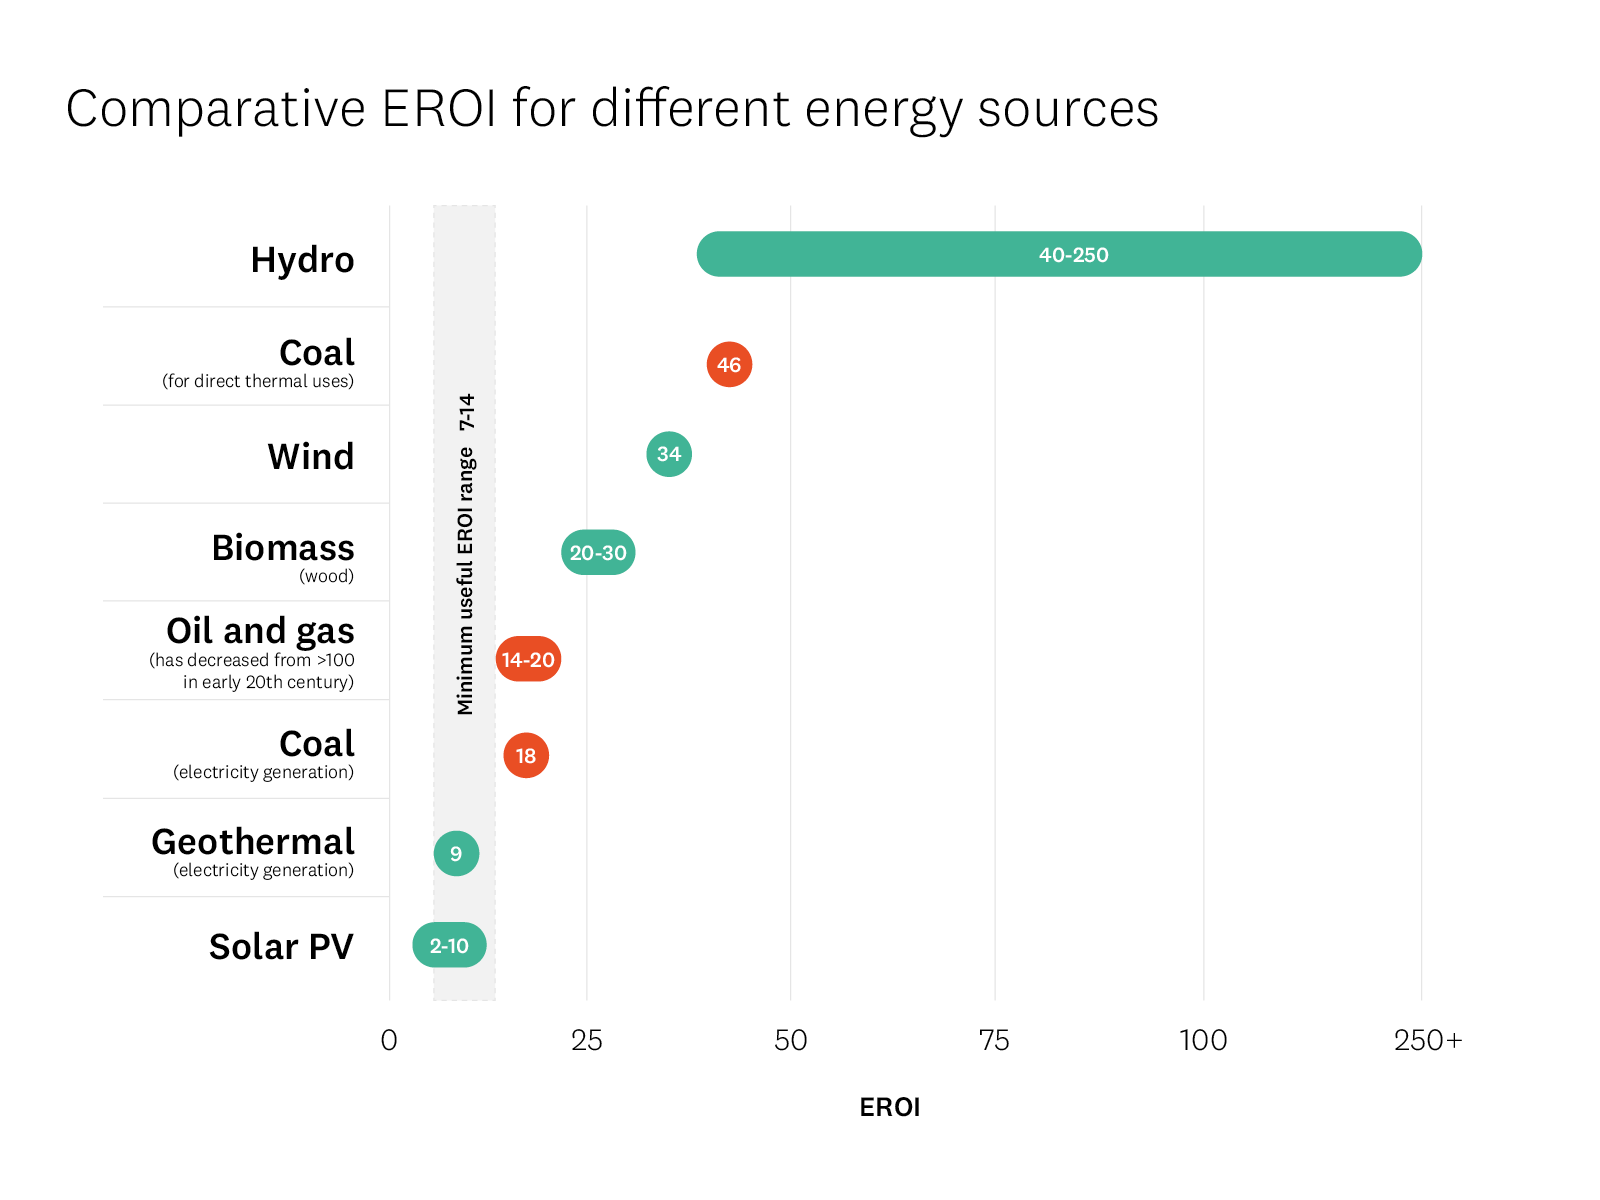 Comparative EROI for different energy sources
Hydro
40-250
Coal
(for direct thermal uses)
46
Minimum useful EROI range 7-14
Wind
34
Biomass
(wood)
20-30
Oil and gas
(has decreased from >100
in early 20th century)
14-20
Coal
(electricity generation)
18
Geothermal
(electricity generation)
9
Solar PV
2-10
0 25 50 75 100 250+
EROI